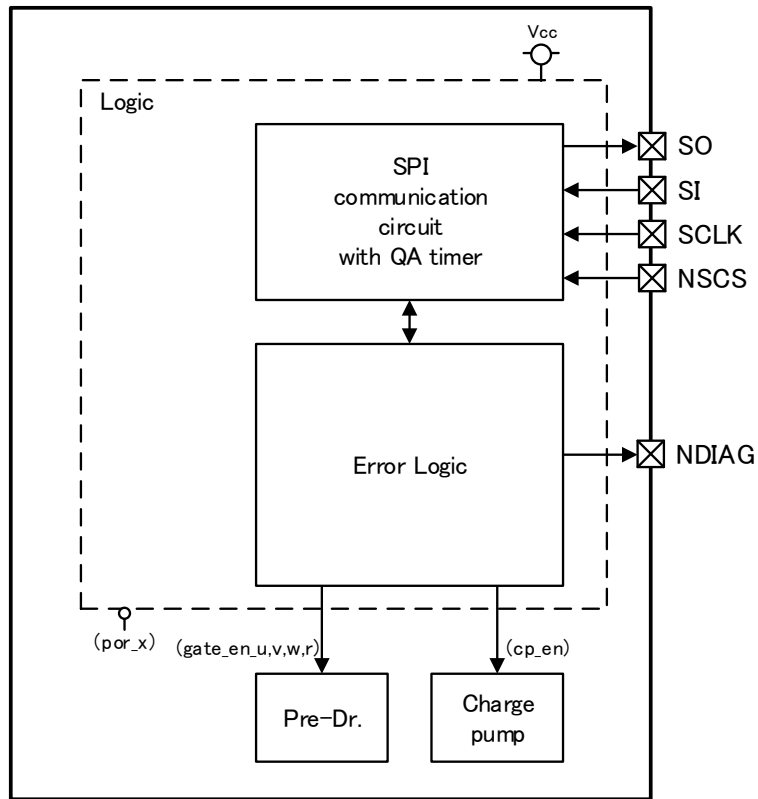 Vcc
Logic
SPI
communication
circuit
with QA timer
SO
SI
SCLK
NSCS
Error Logic
NDIAG
(por_x)
(gate_en_u,v,w,r)
(cp_en)
Pre-Dr.
Charge
pump